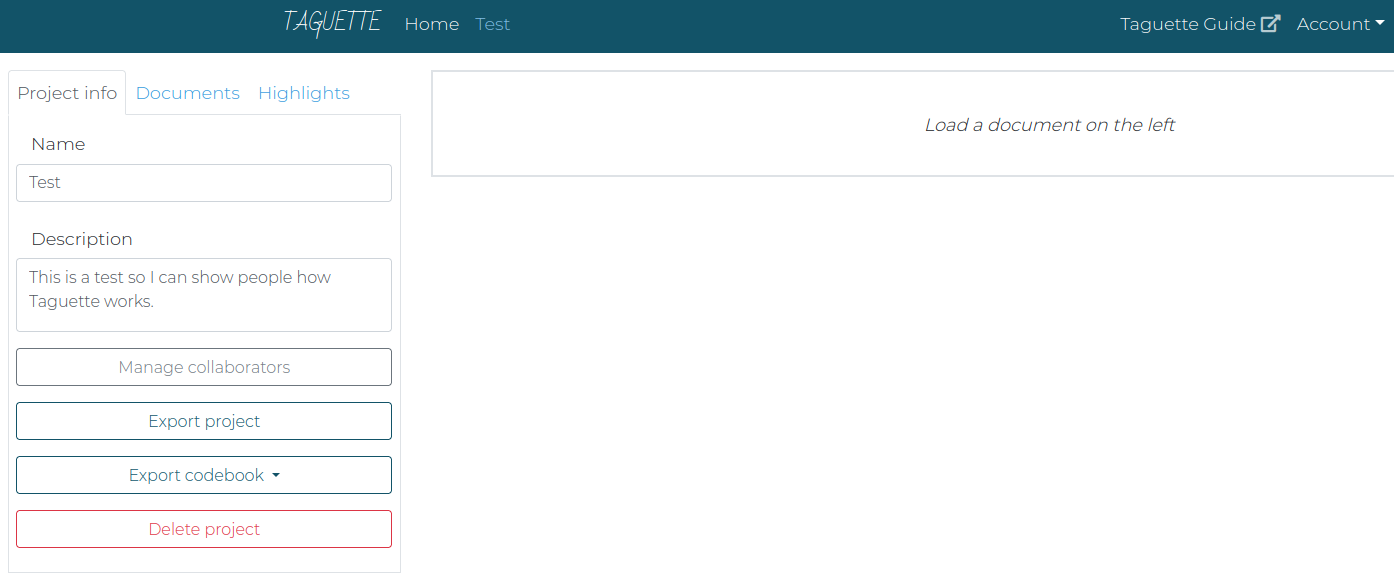 TAGUETTE Home Test Taguette Guide Account
Project info Documents Highlights
Name
Test
Description
This is a test so I can show people how
Taguette works.
Manage collaborators
Export project
Export codebook
Delete project
Load a document on the left